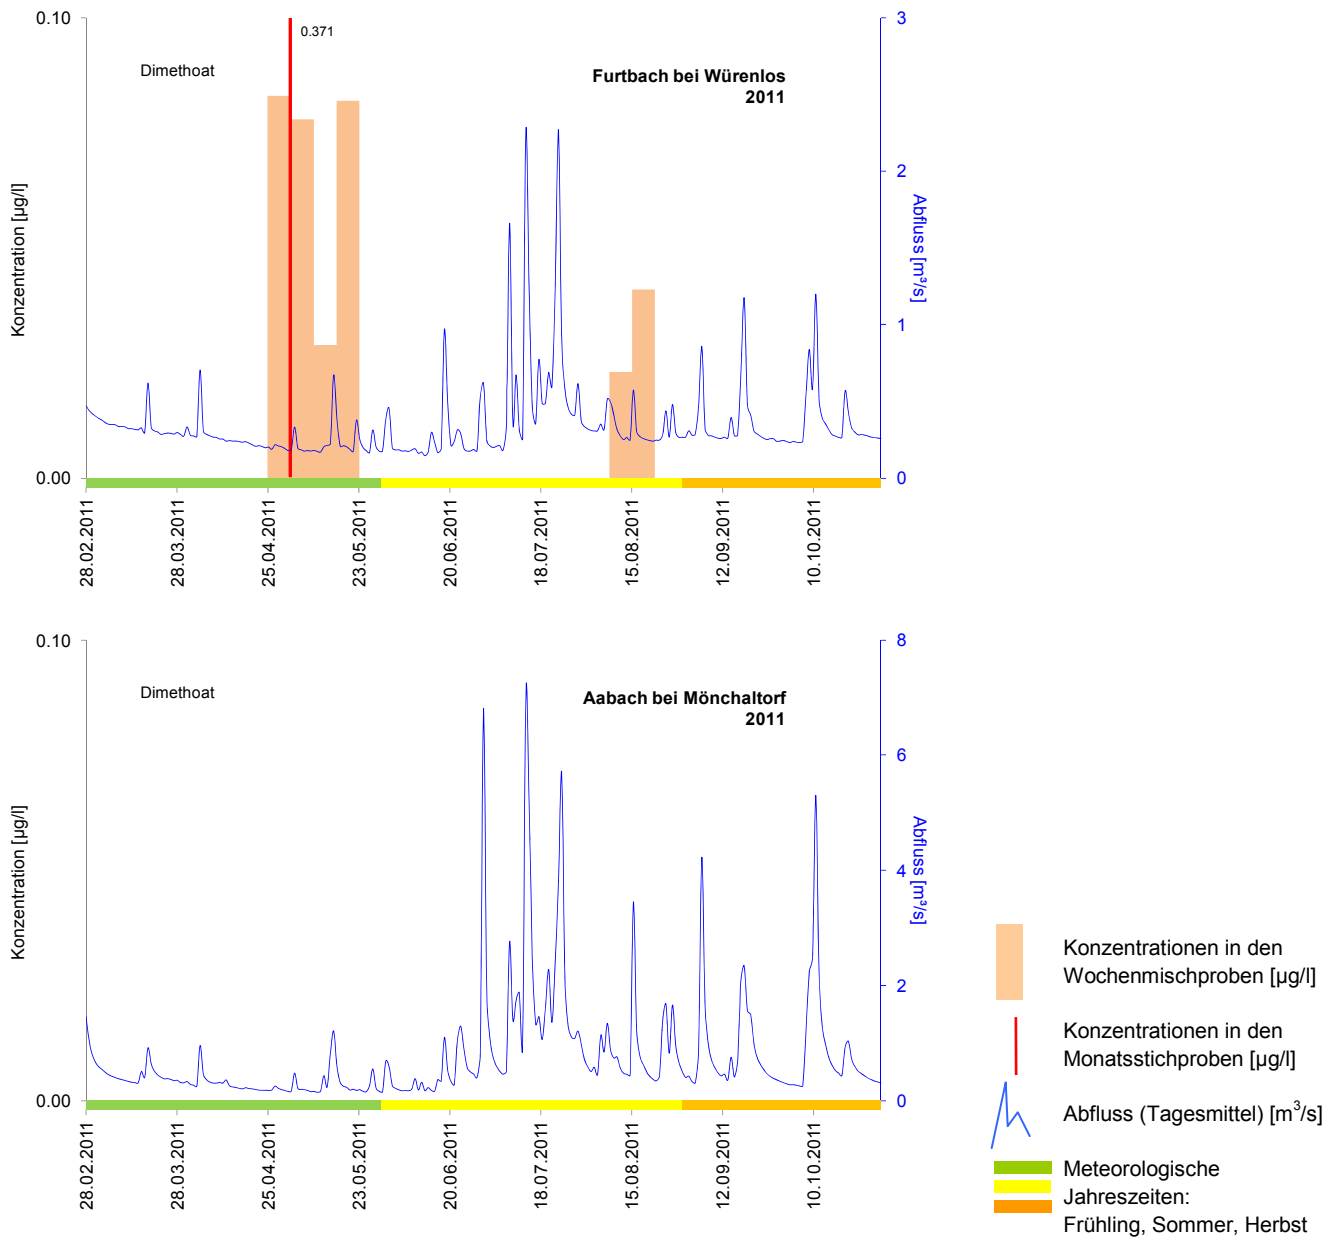 0.10
0.371
3
Dimethoat
Furtbach bei Würenlos
2011
2
Konzentration [µg/l]
Abfluss [m³/s]
1
0.00
0
28.02.2011
28.03.2011
25.04.2011
23.05.2011
20.06.2011
18.07.2011
15.08.2011
12.09.2011
10.10.2011
0.10
8
Dimethoat
Aabach bei Mönchaltorf
2011
6
Konzentration [µg/l]
Abfluss [m³/s]
4
2
0.00
0
28.02.2011
28.03.2011
25.04.2011
23.05.2011
20.06.2011
18.07.2011
15.08.2011
12.09.2011
10.10.2011
Konzentrationen in den
Wochenmischproben [µg/l]
Konzentrationen in den
Monatsstichproben [µg/l]
Abfluss (Tagesmittel) [m³/s]
Meteorologische
Jahreszeiten:
Frühling, Sommer, Herbst